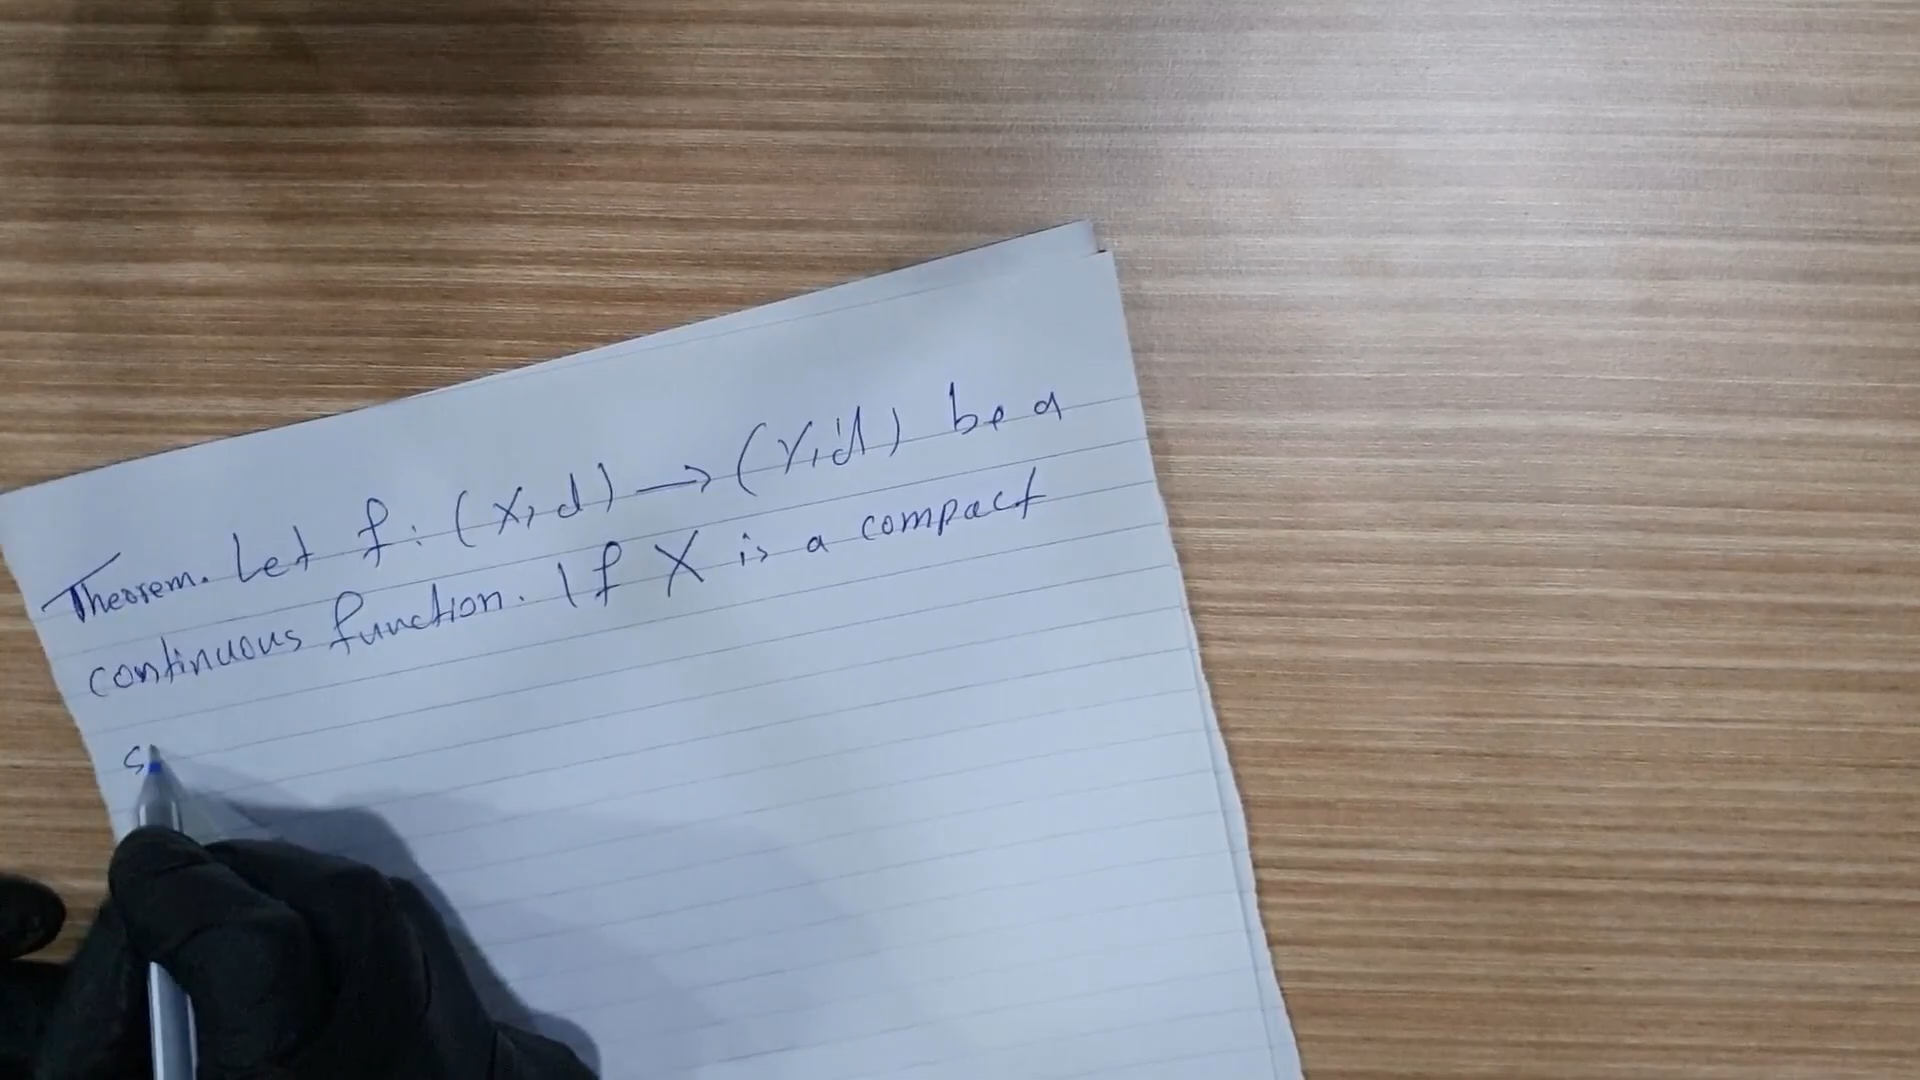 Theorem. Let f: (X, d) → (Y, d') be a
continuous function. If X is a compact
s